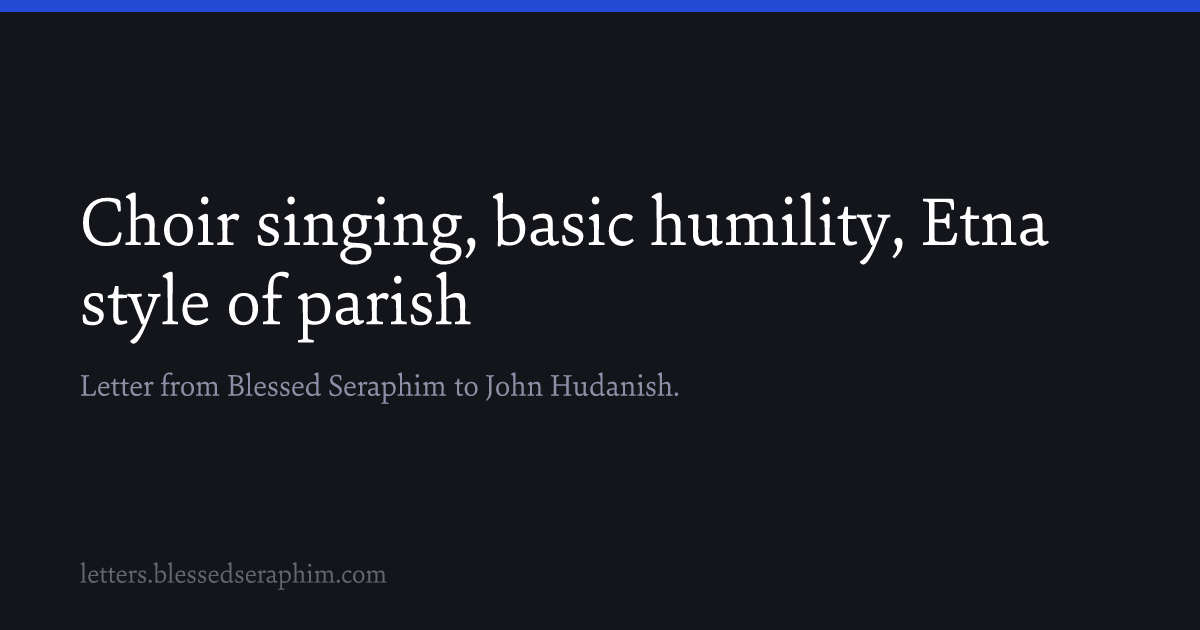 Choir singing, basic humility, Etna
style of parish
Letter from Blessed Seraphim to John Hudanish.
letters.blessedseraphim.com